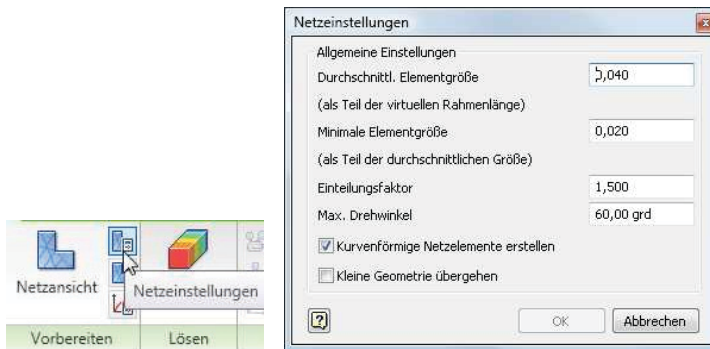 Netzansicht
Netzeinstellungen
Vorbereiten
Lösen
Netzeinstellungen
Allgemeine Einstellungen
Durchschnittl. Elementgröße
0,040
(als Teil der virtuellen Rahmenlänge)
Minimale Elementgröße
0,020
(als Teil der durchschnittlichen Größe)
Einteilungsfaktor
1,500
Max. Drehwinkel
60,00 grd
Kurvenförmige Netzelemente erstellen
Kleine Geometrie übergehen
?
OK
Abbrechen